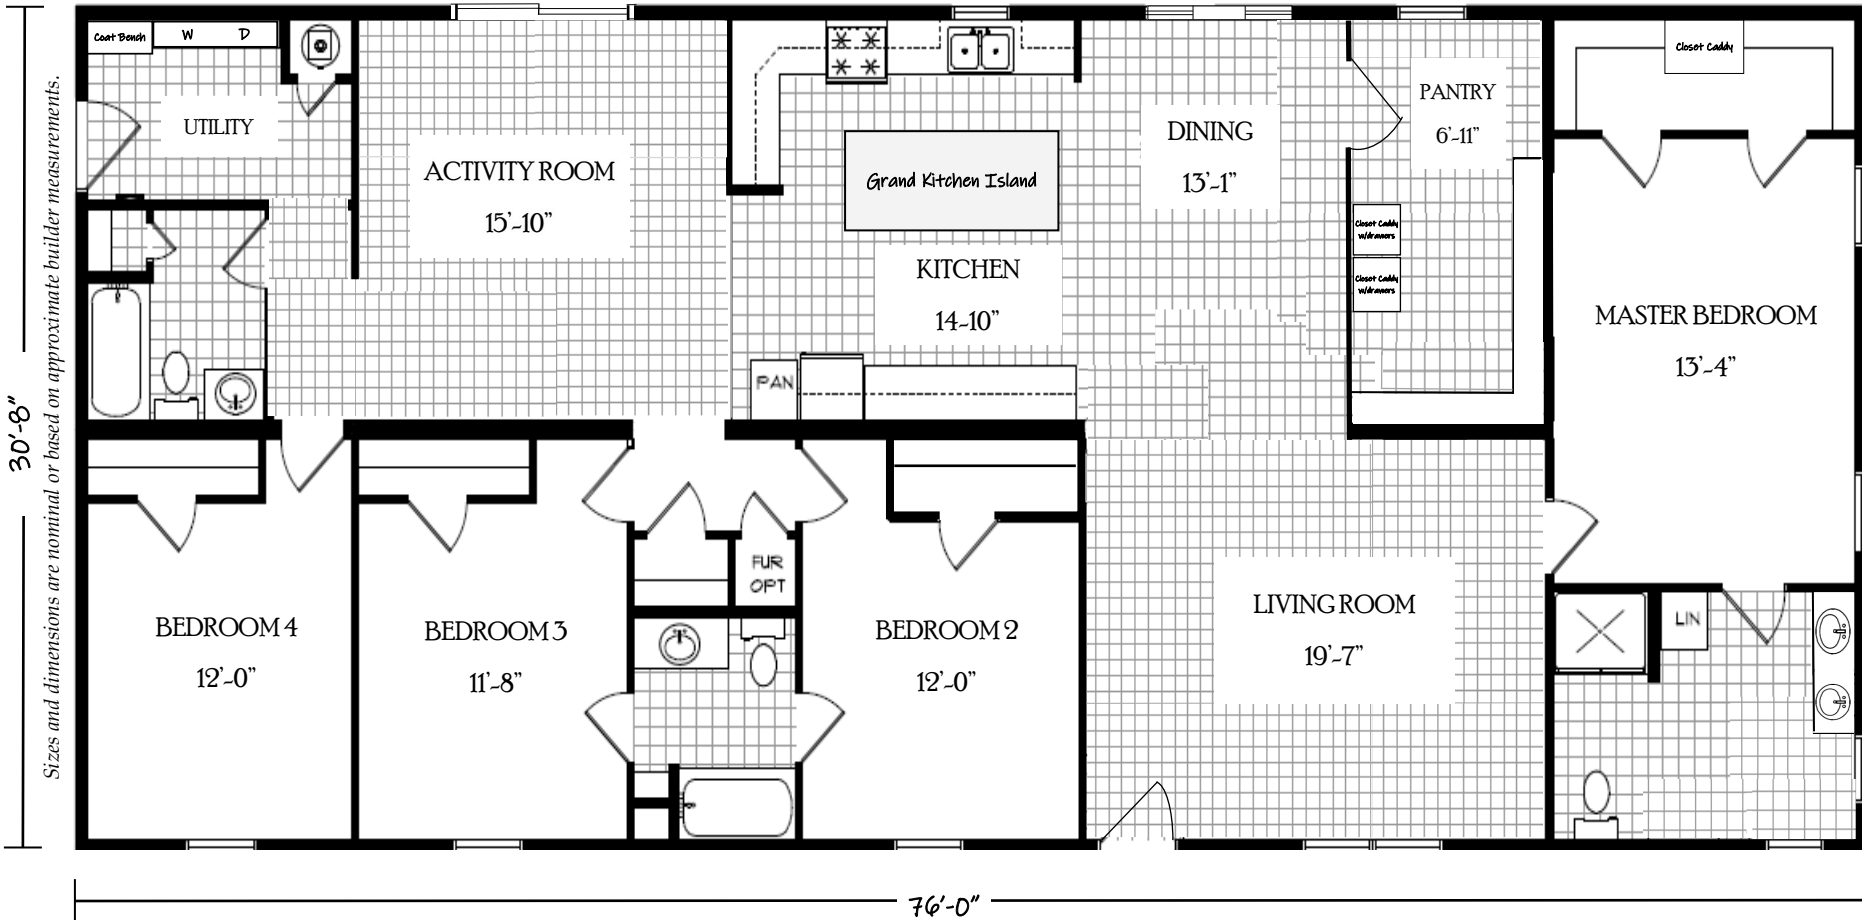 Coat Bench
W
D
UTILITY
ACTIVITY ROOM
15'-10"
Grand Kitchen Island
KITCHEN
14-10"
PAN
DINING
13'-1"
PANTRY
6'-11"
Closet Caddy
w/drawers
Closet Caddy
w/drawers
Closet Caddy
MASTER BEDROOM
13'-4"
BEDROOM 4
12'-0"
BEDROOM 3
11'-8"
FUR
OPT
BEDROOM 2
12'-0"
LIVING ROOM
19'-7"
LIN
30'-8"
Sizes and dimensions are nominal or based on approximate builder measurements.
76'-0"